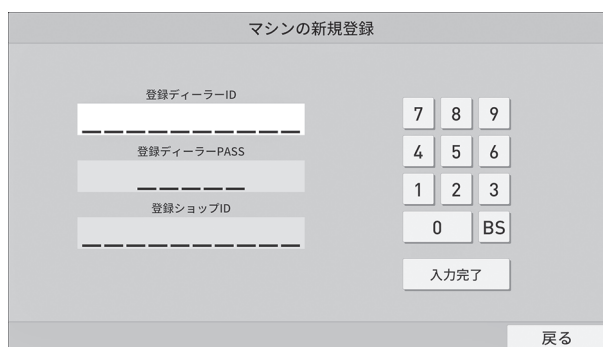 マシンの新規登録
登録ディーラーID
登録ディーラーPASS
登録ショップID
7 8 9
4 5 6
1 2 3
0 BS
入力完了
戻る